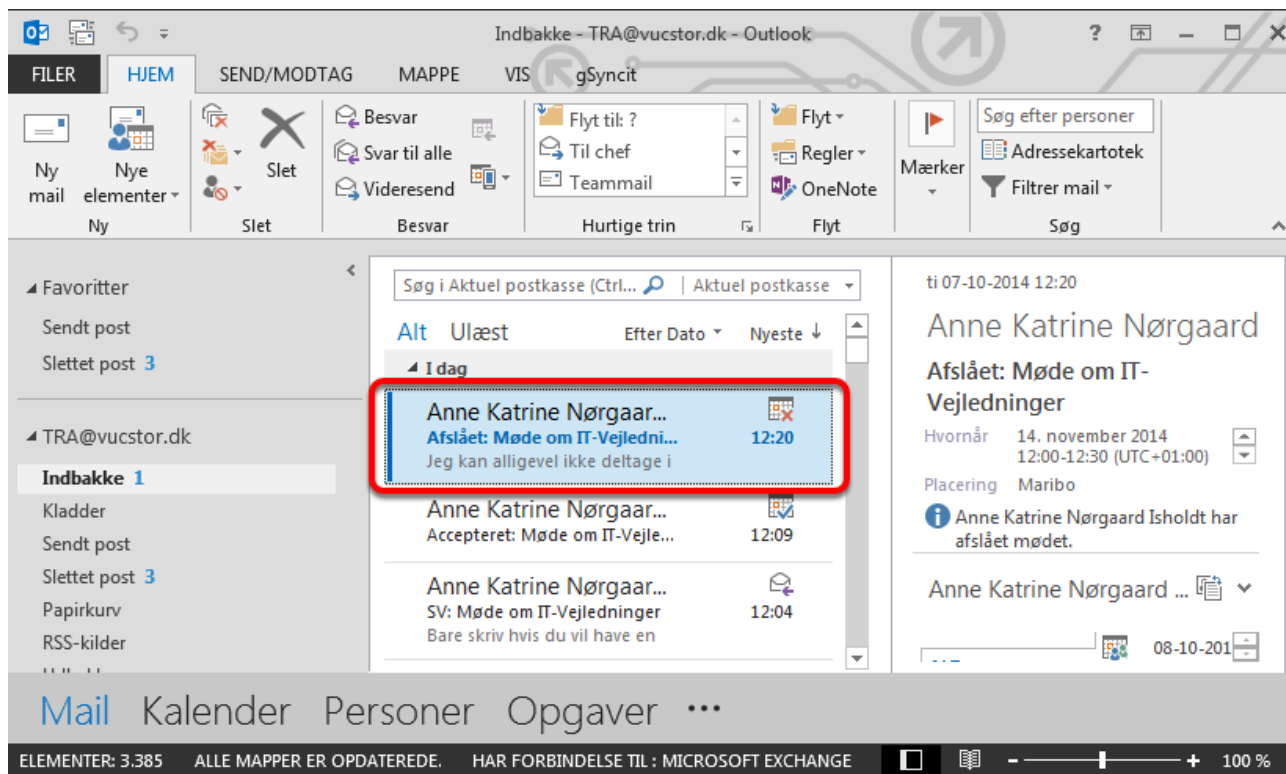 Indbakke - TRA@vucstor.dk - Outlook
FILER HJEM SEND/MODTAG MAPPE VIS gSyncit
Ny mail
Nye elementer
Ny
Slet
Slet
Besvar
Svar til alle
Videresend
Besvar
Flyt til: ?
Til chef
Teammail
Hurtige trin
Flyt
Regler
OneNote
Flyt
Mærker
Søg efter personer
Adressekartotek
Filtrer mail
Søg
Favoritter
Sendt post
Slettet post 3
TRA@vucstor.dk
Indbakke 1
Kladder
Sendt post
Slettet post 3
Papirkurv
RSS-kilder
Søg i Aktuel postkasse (Ctrl... Aktuel postkasse
Alt Ulæst Efter Dato Nyeste
I dag
Anne Katrine Nørgaar...
Afslået: Møde om IT-Vejledni... 12:20
Jeg kan alligevel ikke deltage i
Anne Katrine Nørgaar...
Accepteret: Møde om IT-Vejle... 12:09
Anne Katrine Nørgaar...
SV: Møde om IT-Vejledninger 12:04
Bare skriv hvis du vil have en
ti 07-10-2014 12:20
Anne Katrine Nørgaard
Afslået: Møde om IT-
Vejledninger
Hvornår 14. november 2014
12:00-12:30 (UTC+01:00)
Placering Maribo
Anne Katrine Nørgaard Isholdt har
afslået mødet.
Anne Katrine Nørgaard ...
08-10-201
Mail Kalender Personer Opgaver ...
ELEMENTER: 3.385 ALLE MAPPER ER OPDATEREDE. HAR FORBINDELSE TIL : MICROSOFT EXCHANGE 100 %